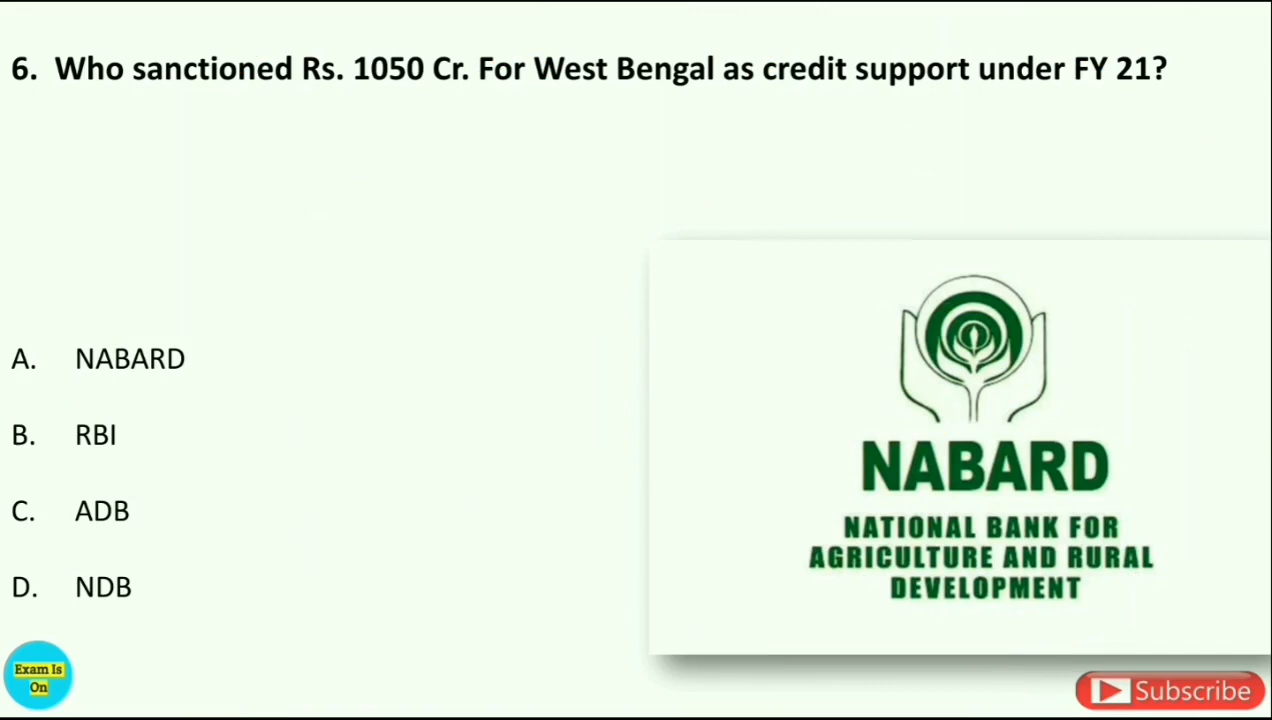 6. Who sanctioned Rs. 1050 Cr. For West Bengal as credit support under FY 21?
A. NABARD
B. RBI
C. ADB
D. NDB
NABARD
NATIONAL BANK FOR
AGRICULTURE AND RURAL
DEVELOPMENT
Exam Is
On
Subscribe